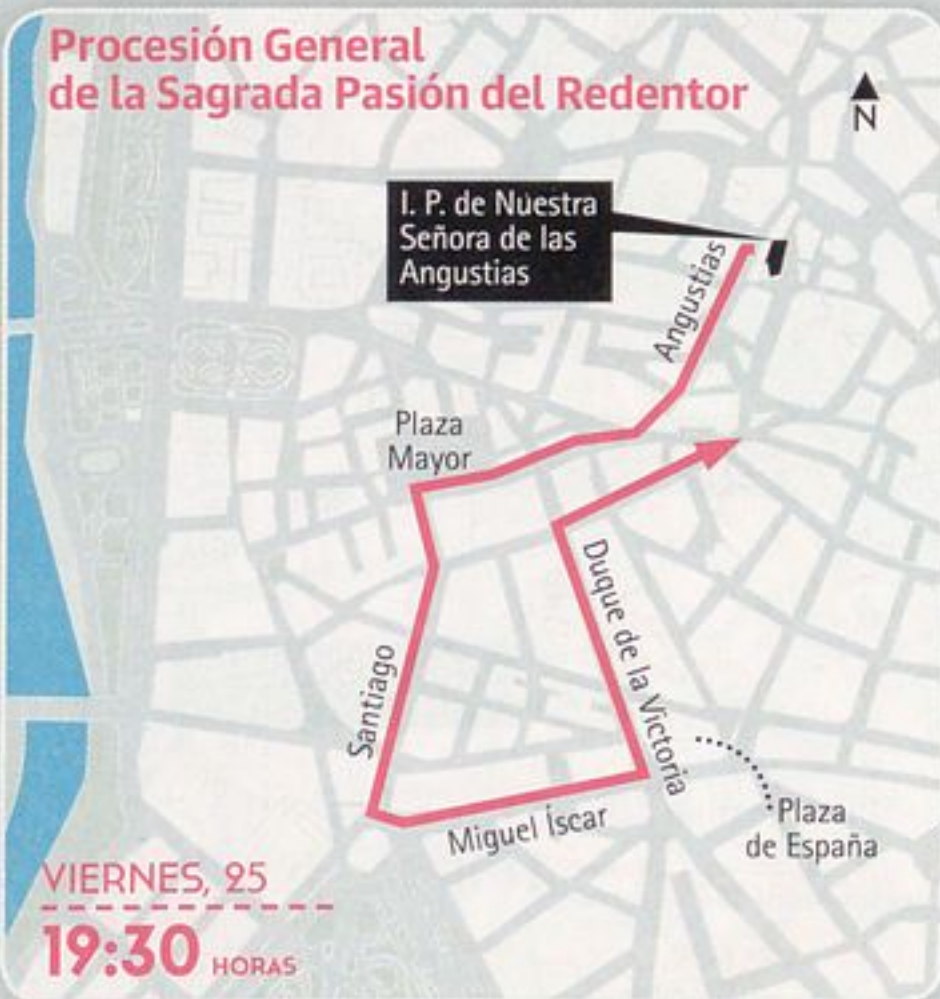 Procesión General
de la Sagrada Pasión del Redentor
N
I. P. de Nuestra
Señora de las
Angustias
Angustias
Plaza
Mayor
Duque de la Victoria
Santiago
Miguel Íscar
Plaza
de España
VIERNES, 25
19:30 HORAS